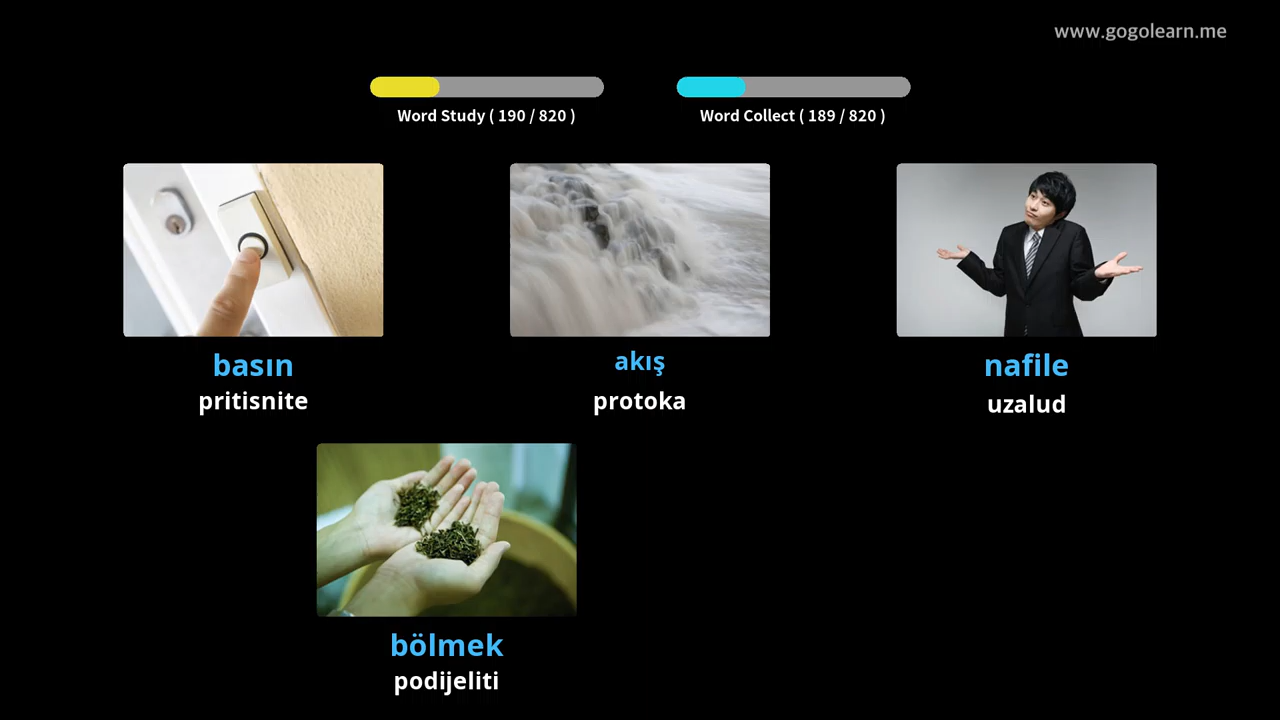 www.gogolearn.me
Word Study ( 190 / 820 )
Word Collect ( 189 / 820 )
basın
pritisnite
akış
protoka
nafile
uzalud
bölmek
podijeliti